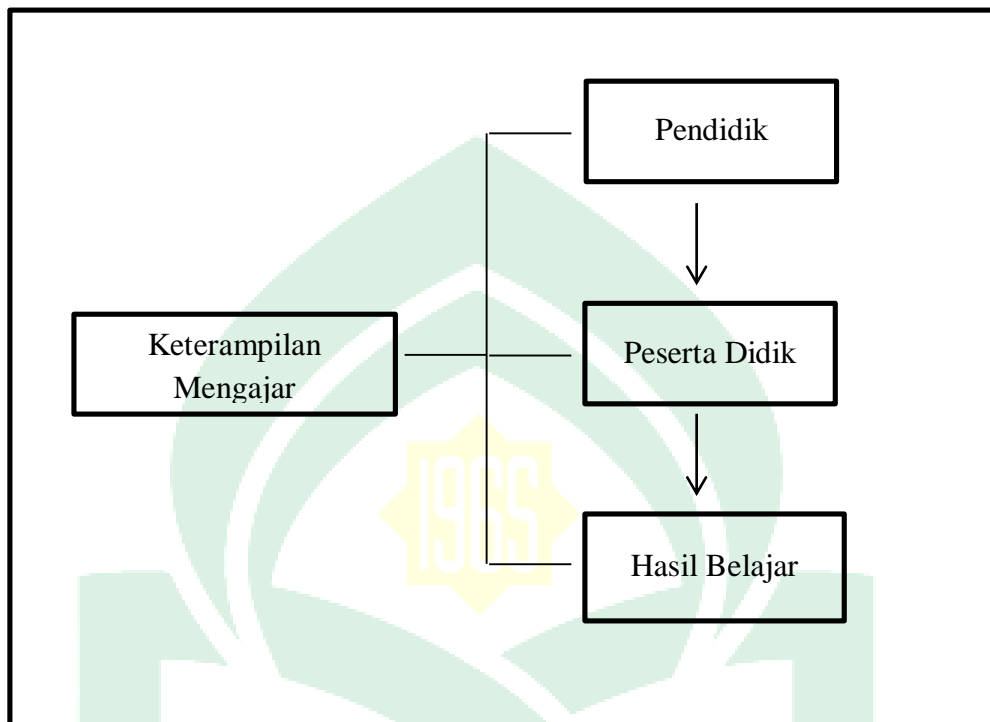 Pendidik
Keterampilan
Mengajar
Peserta Didik
1965
Hasil Belajar